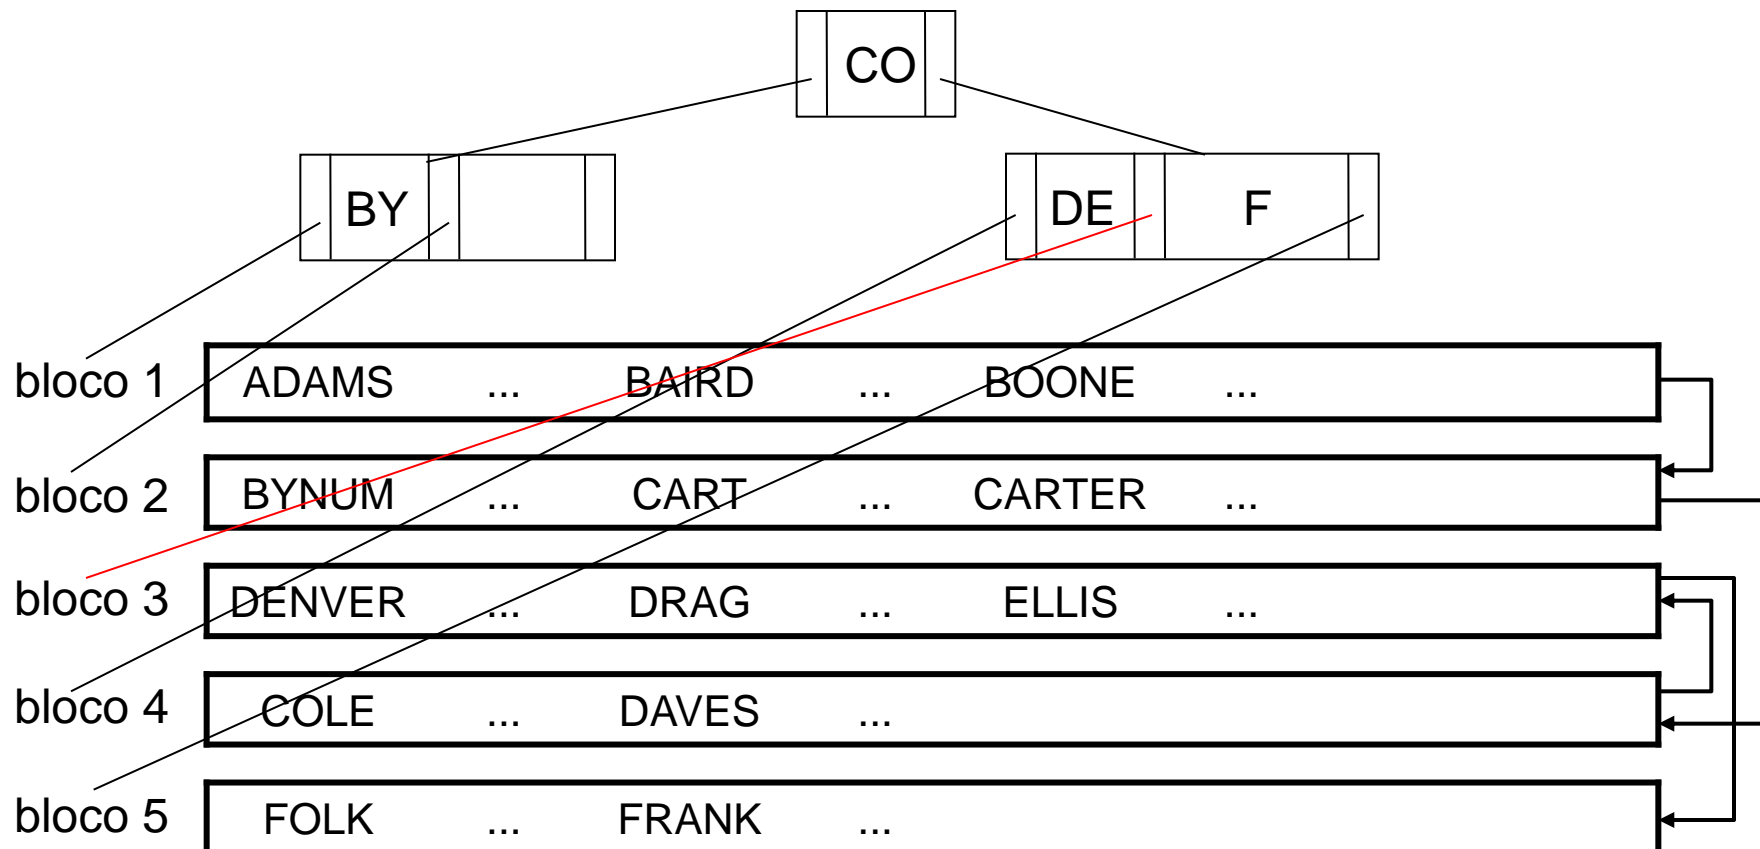 CO
BY DE F
bloco 1 ADAMS ... BAIRD ... BOONE ...
bloco 2 BYNUM ... CART ... CARTER ...
bloco 3 DENVER ... DRAG ... ELLIS ...
bloco 4 COLE ... DAVES ...
bloco 5 FOLK ... FRANK ...